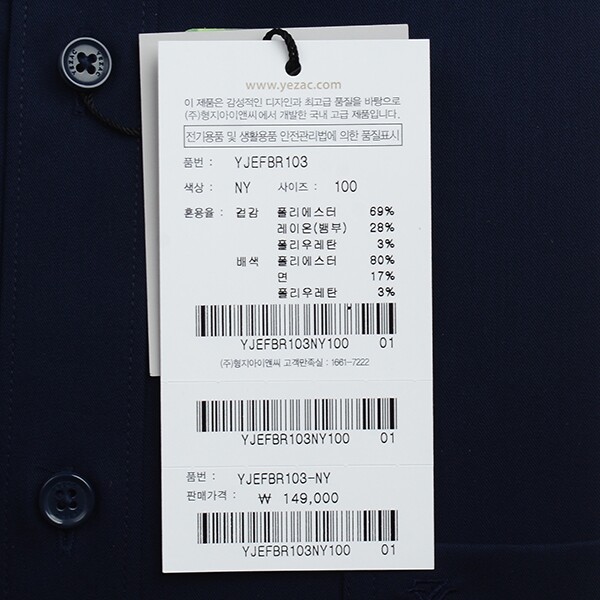 YEZAC
www.yezac.com
이 제품은 감성적인 디자인과 최고급 품질을 바탕으로
(주)형지아이앤씨에서 개발한 국내 고급 제품입니다.
전기용품 및 생활용품 안전관리법에 의한 품질표시
품번 : YJEFBR103
색상 : NY 사이즈 : 100
혼용율 : 겉감 폴리에스터 69%
레이온(뱀부) 28%
폴리우레탄 3%
배색 폴리에스터 80%
면 17%
폴리우레탄 3%
YJEFBR103NY100 01
(주)형지아이앤씨 고객만족실 : 1661-7222
YJEFBR103NY100 01
품번 : YJEFBR103-NY
판매가격 : ₩ 149,000
YJEFBR103NY100 01